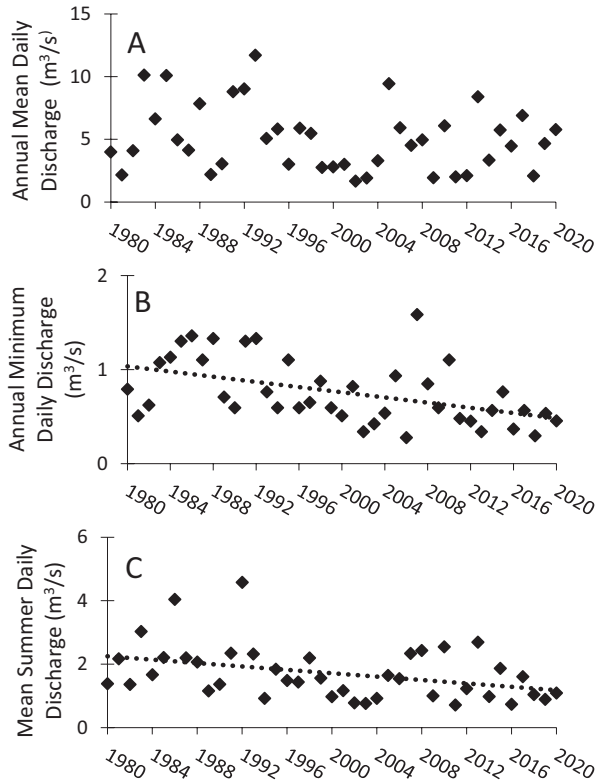 Annual Mean Daily
Discharge (m³/s)
A
15
10
5
0
1980 1984 1988 1992 1996 2000 2004 2008 2012 2016 2020
Annual Minimum
Daily Discharge
(m³/s)
B
2
1
0
1980 1984 1988 1992 1996 2000 2004 2008 2012 2016 2020
Mean Summer Daily
Discharge (m³/s)
C
6
4
2
0
1980 1984 1988 1992 1996 2000 2004 2008 2012 2016 2020